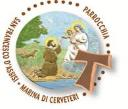 PARROCCHIA
SAN FRANCESCO D'ASSISI - MARINA DI CERVETERI